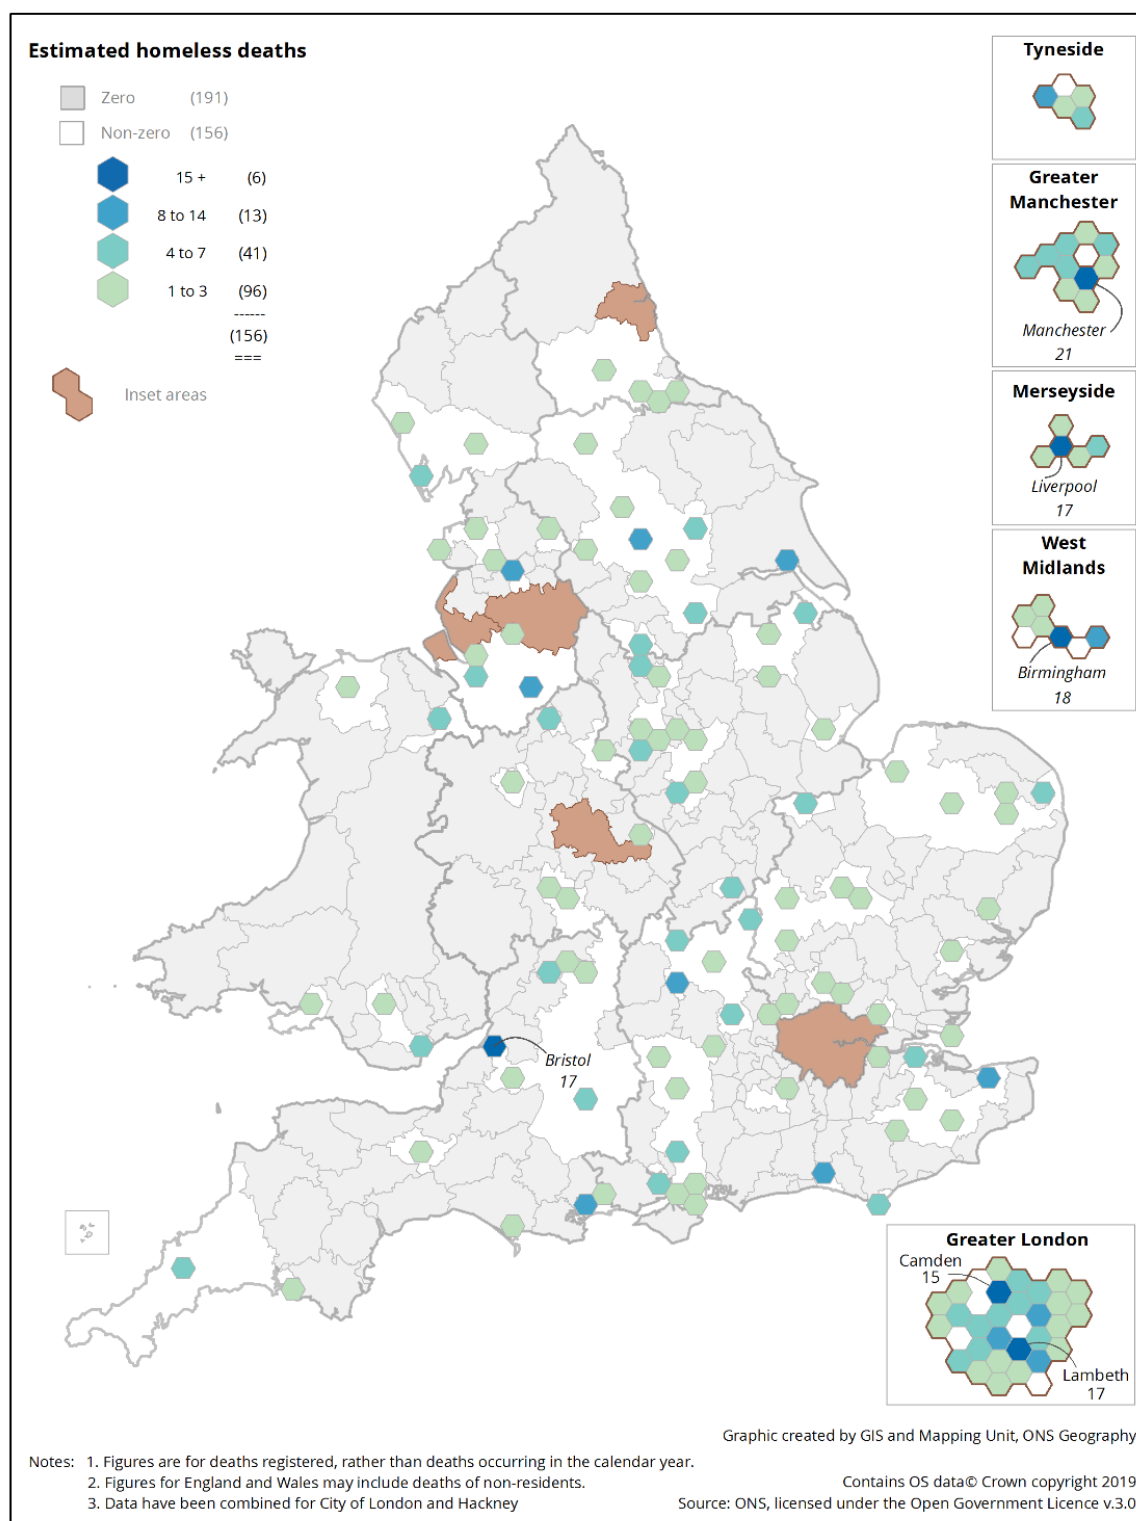 Estimated homeless deaths
Zero (191)
Non-zero (156)
15 + (6)
8 to 14 (13)
4 to 7 (41)
1 to 3 (96)
------
(156)
===
Inset areas
Tyneside
Greater
Manchester
Manchester
21
Merseyside
Liverpool
17
West
Midlands
Birmingham
18
Bristol
17
Greater London
Camden
15
Lambeth
17
Graphic created by GIS and Mapping Unit, ONS Geography
Notes: 1. Figures are for deaths registered, rather than deaths occurring in the calendar year.
2. Figures for England and Wales may include deaths of non-residents.
3. Data have been combined for City of London and Hackney
Contains OS data© Crown copyright 2019
Source: ONS, licensed under the Open Government Licence v.3.0